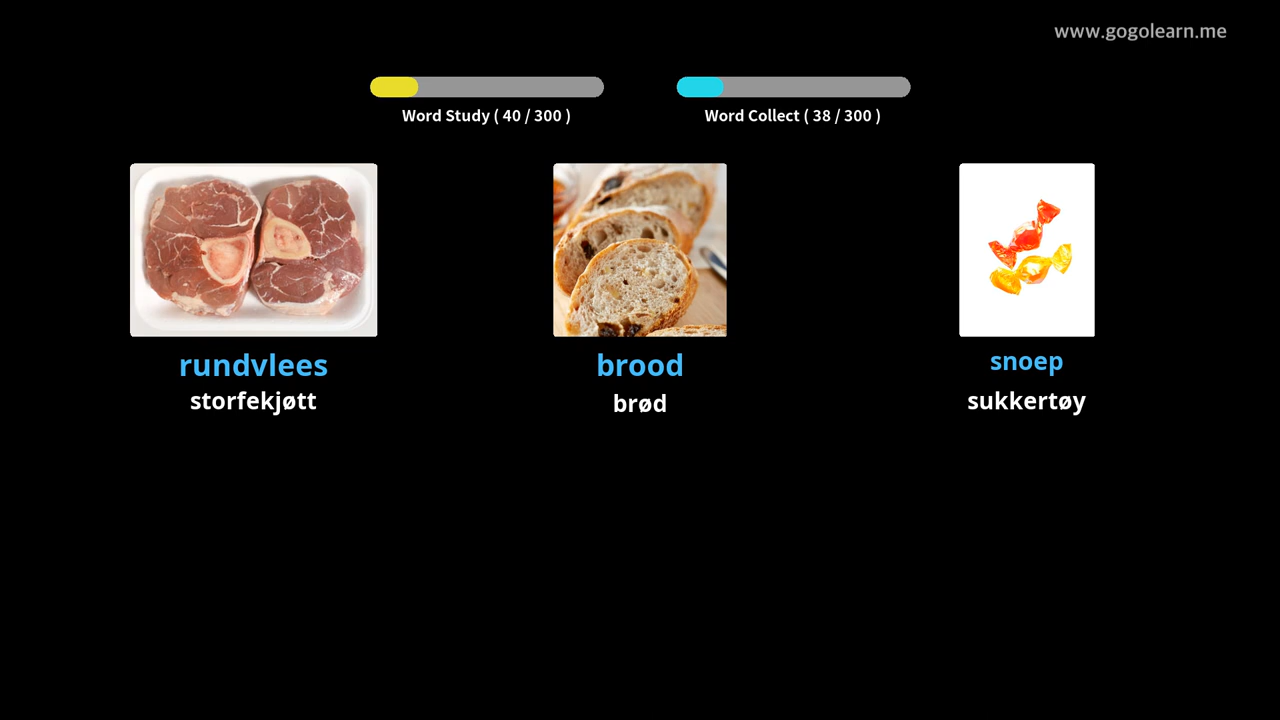 www.gogolearn.me
Word Study ( 40 / 300 )
Word Collect ( 38 / 300 )
rundvlees
storfekjøtt
brood
brød
snoep
sukkertøy